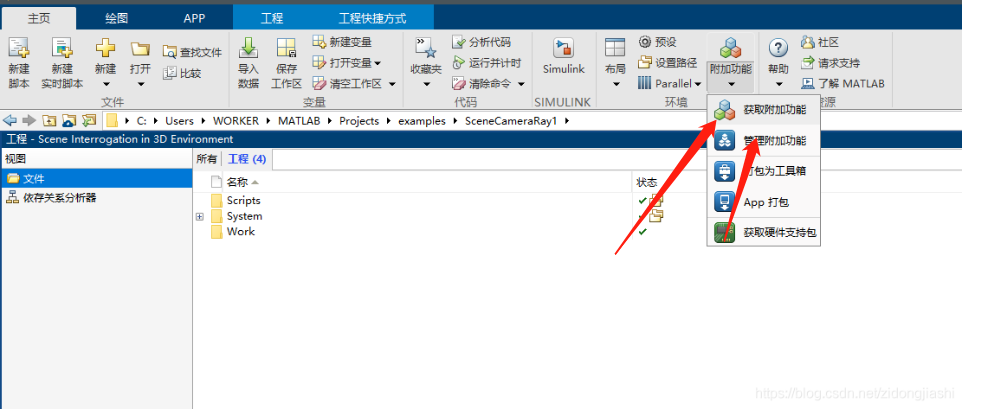 主页 绘图 APP 工程 工程快捷方式
新建脚本 新建实时脚本 新建 打开 查找文件 比较
文件
导入数据 保存工作区 新建变量 打开变量 清空工作区
变量
收藏夹 分析代码 运行并计时 清除命令
代码
Simulink
SIMULINK
布局 预设 设置路径 Parallel 附加功能
环境
帮助 社区 请求支持 了解 MATLAB
资源
C: Users WORKER MATLAB Projects examples SceneCameraRay1
工程 - Scene Interrogation in 3D Environment
视图
文件
依存关系分析器
所有 工程 (4)
名称 状态
Scripts
System
Work
获取附加功能
管理附加功能
打包为工具箱
App 打包
获取硬件支持包
https://blog.csdn.net/zidongjiashi